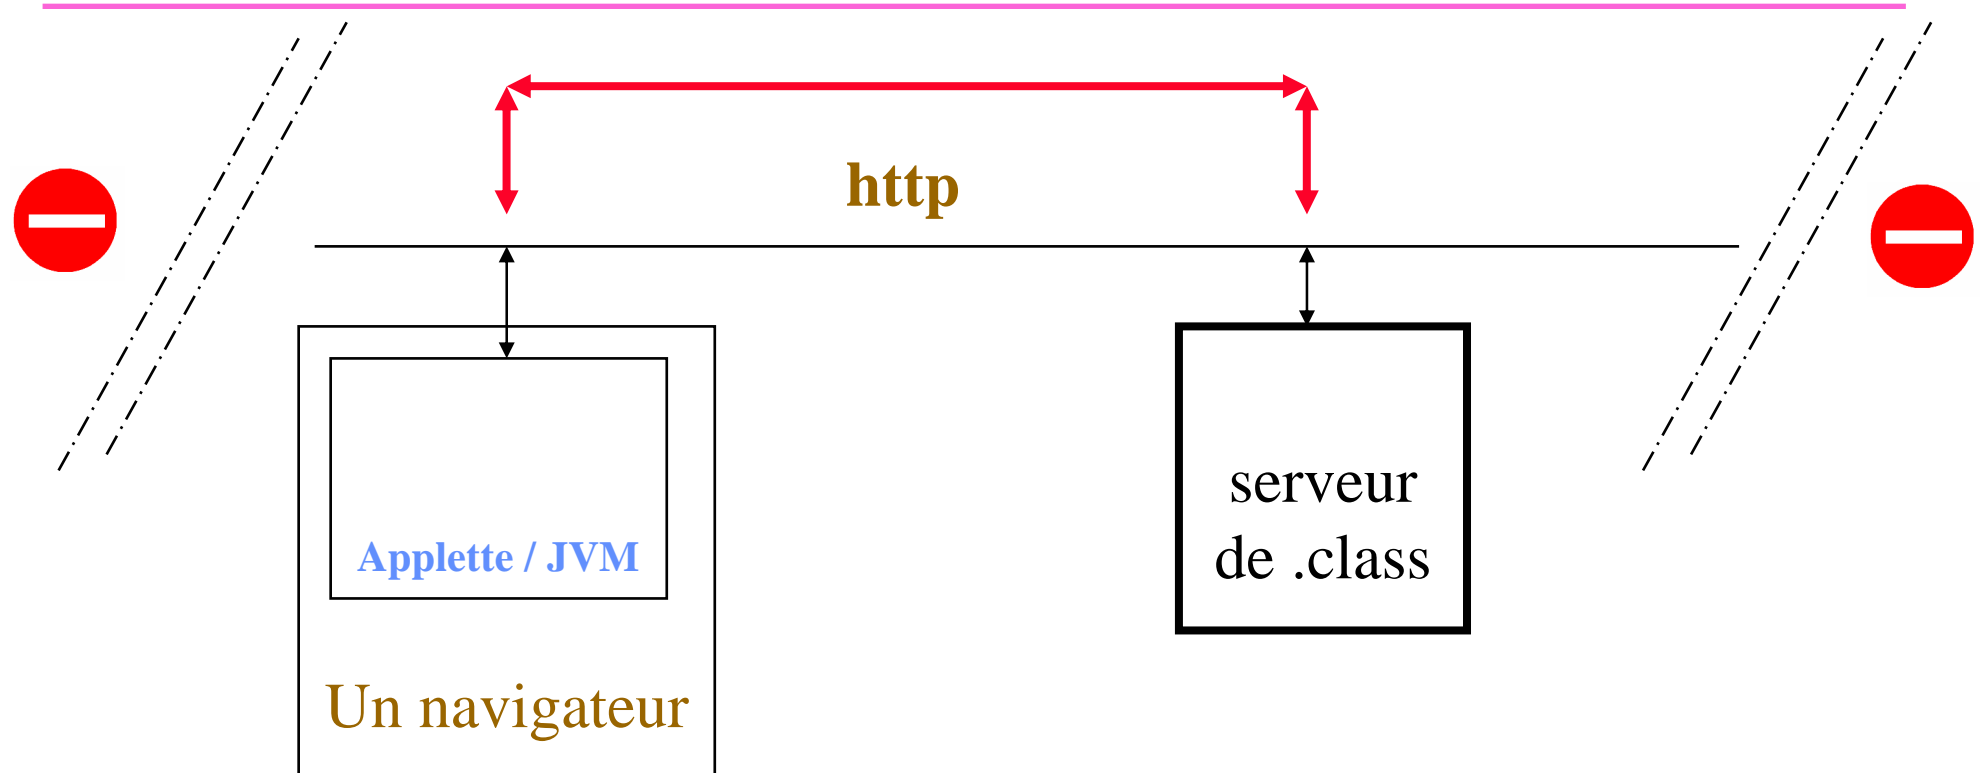 http
serveur
de .class
Applette / JVM
Un navigateur